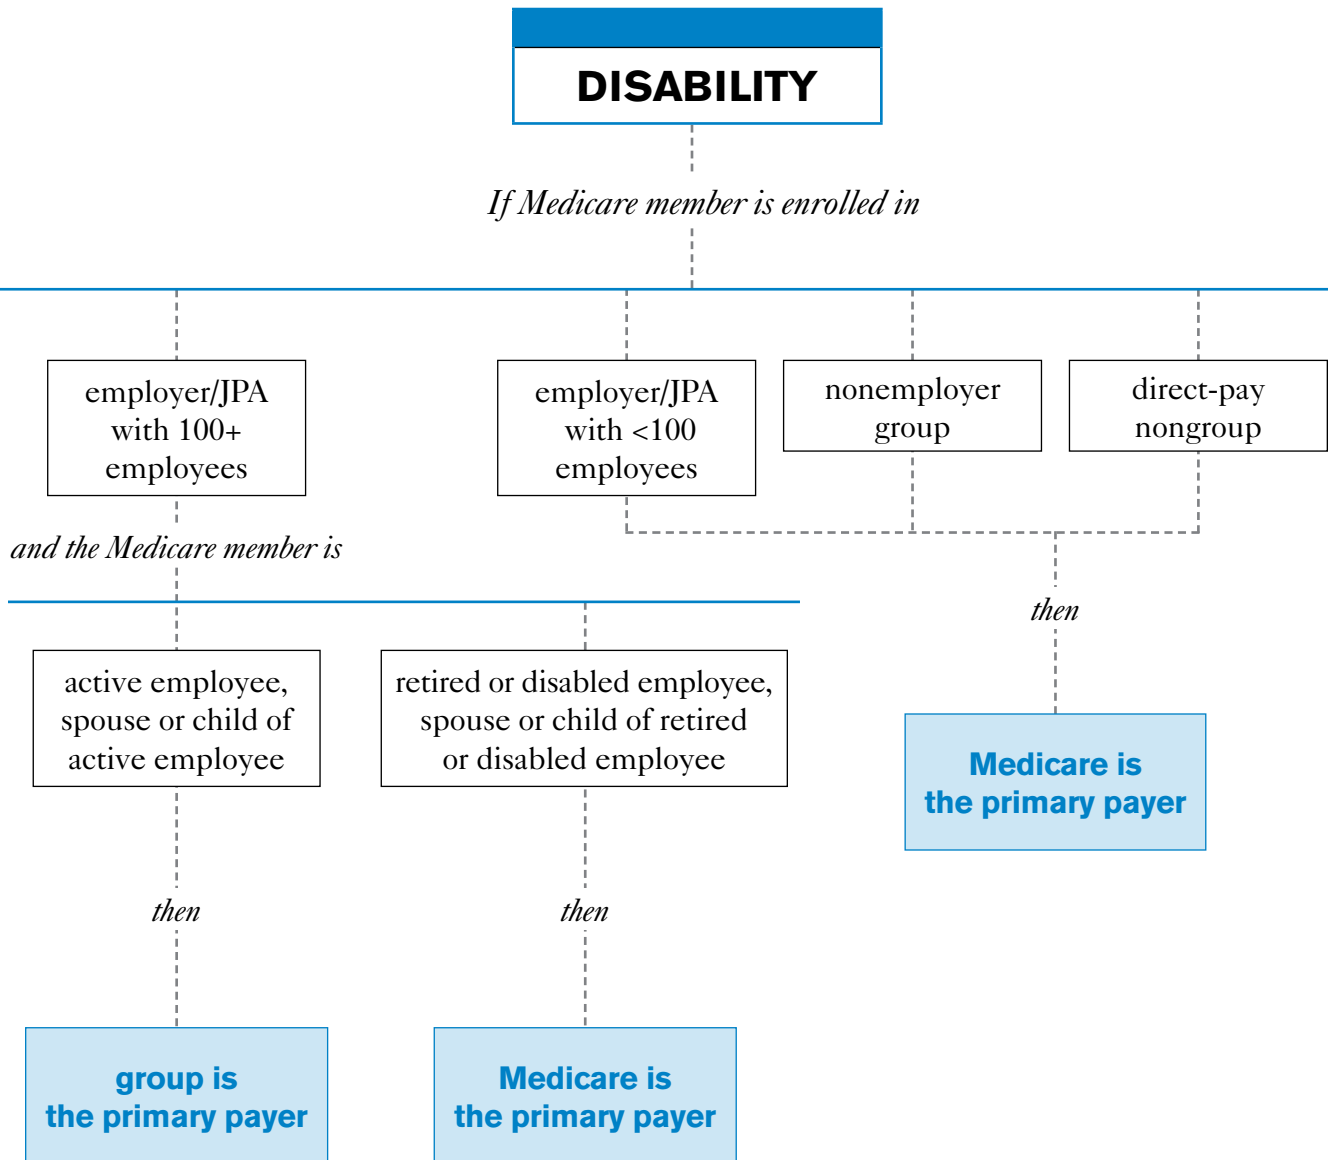 DISABILITY
If Medicare member is enrolled in
employer/JPA
with 100+
employees
employer/JPA
with <100
employees
nonemployer
group
direct-pay
nongroup
and the Medicare member is
then
active employee,
spouse or child of
active employee
retired or disabled employee,
spouse or child of retired
or disabled employee
Medicare is
the primary payer
then
then
group is
the primary payer
Medicare is
the primary payer